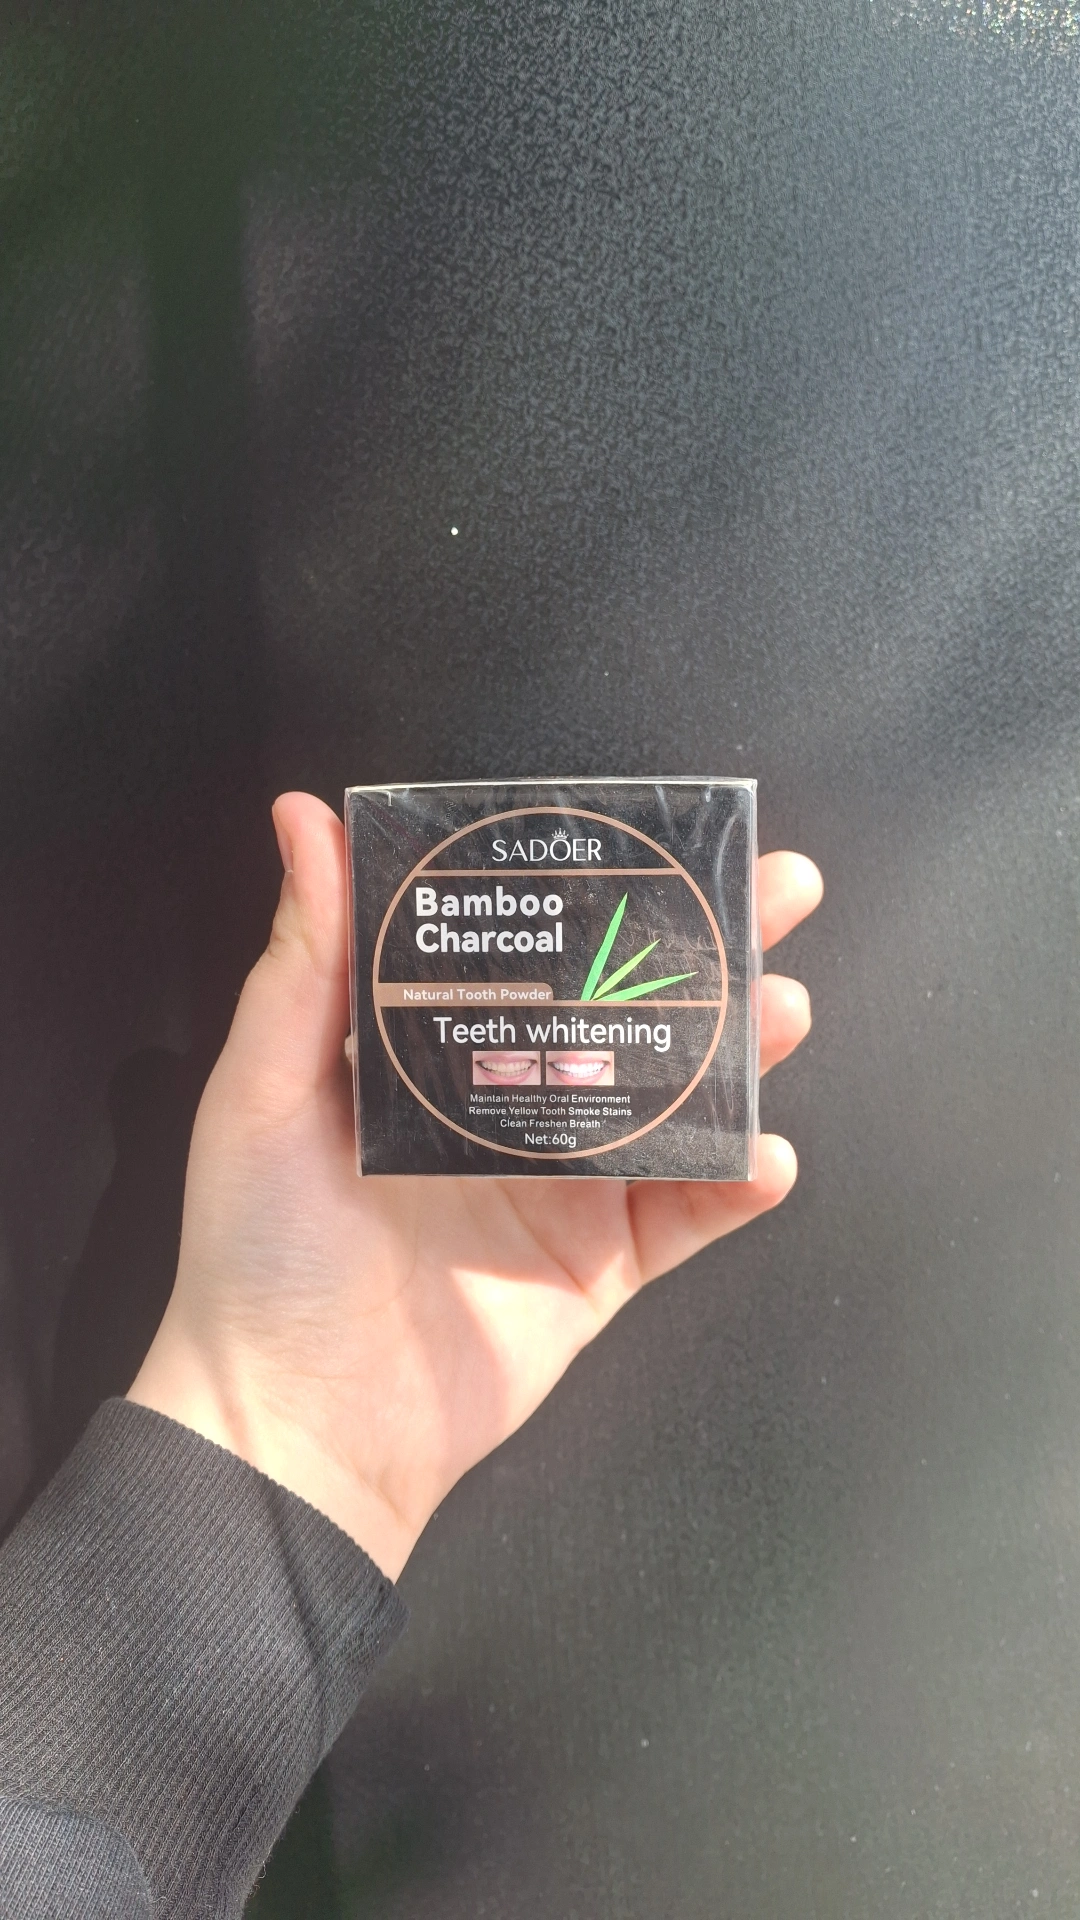 SADOER
Bamboo
Charcoal
Natural Tooth Powder
Teeth whitening
Maintain Healthy Oral Environment
Remove Yellow Tooth Smoke Stains
Clean Freshen Breath
Net:60g